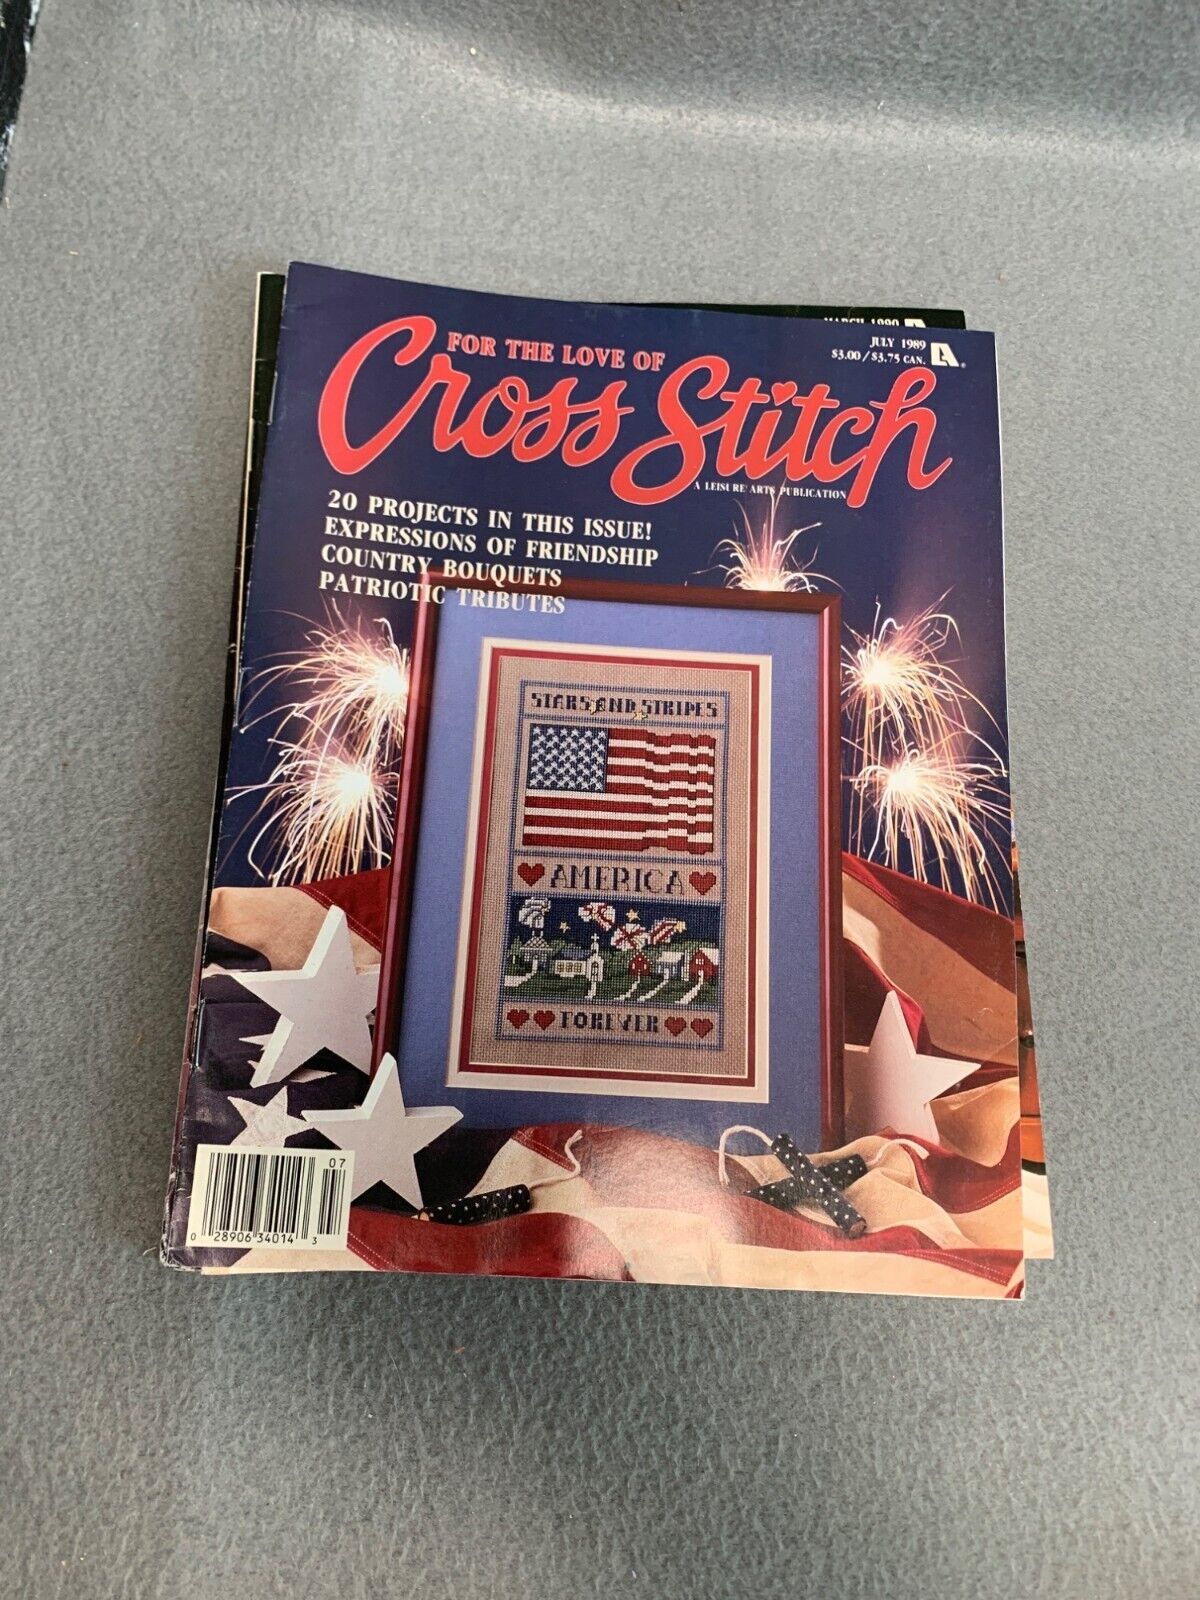 MARCH 1990
JULY 1989
$3.00/$3.75 CAN.
FOR THE LOVE OF
Cross Stitch
A LEISURE ARTS PUBLICATION
20 PROJECTS IN THIS ISSUE!
EXPRESSIONS OF FRIENDSHIP
COUNTRY BOUQUETS
PATRIOTIC TRIBUTES
STARS AND STRIPES
AMERICA
FOREVER
07
0 28906 34014 3